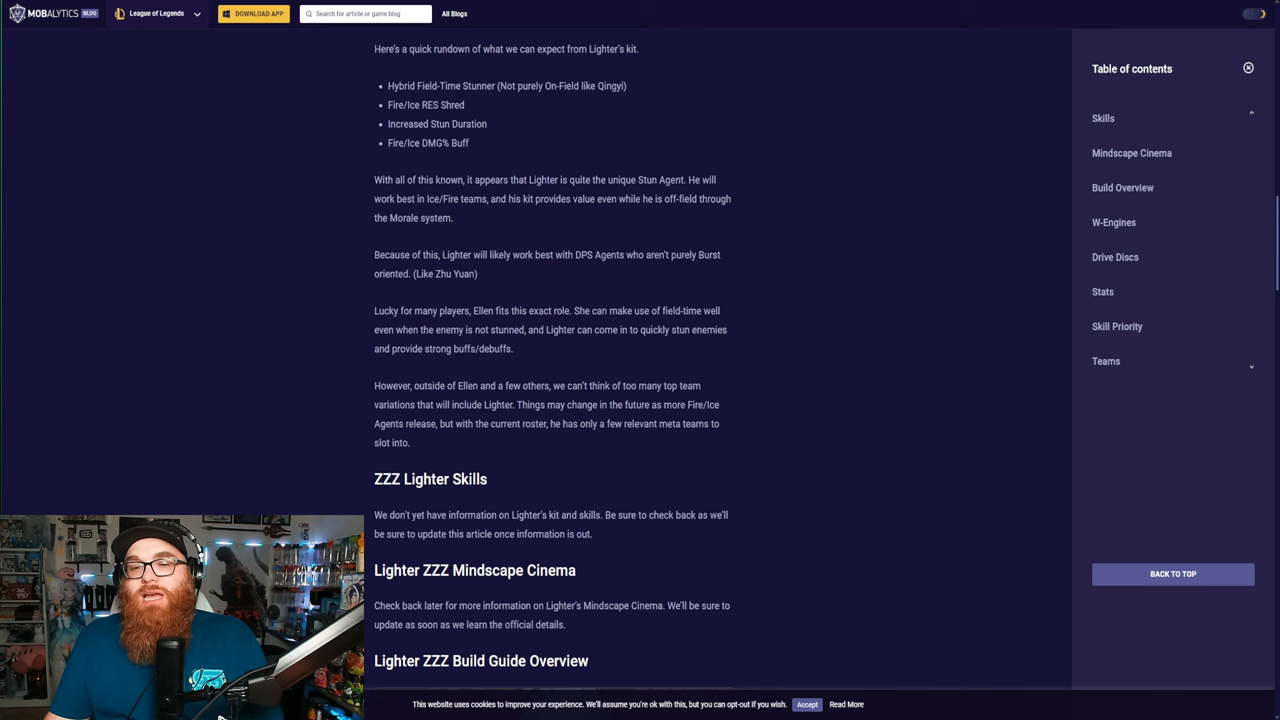 MOBALYTICS BLOG
League of Legends
DOWNLOAD APP
Search for article or game blog
All Blogs
Here's a quick rundown of what we can expect from Lighter's kit.
• Hybrid Field-Time Stunner (Not purely On-Field like Qingyi)
• Fire/Ice RES Shred
• Increased Stun Duration
• Fire/Ice DMG% Buff
With all of this known, it appears that Lighter is quite the unique Stun Agent. He will
work best in Ice/Fire teams, and his kit provides value even while he is off-field through
the Morale system.
Because of this, Lighter will likely work best with DPS Agents who aren't purely Burst
oriented. (Like Zhu Yuan)
Lucky for many players, Ellen fits this exact role. She can make use of field-time well
even when the enemy is not stunned, and Lighter can come in to quickly stun enemies
and provide strong buffs/debuffs.
However, outside of Ellen and a few others, we can't think of too many top team
variations that will include Lighter. Things may change in the future as more Fire/Ice
Agents release, but with the current roster, he has only a few relevant meta teams to
slot into.
ZZZ Lighter Skills
We don't yet have information on Lighter's kit and skills. Be sure to check back as we'll
be sure to update this article once information is out.
Lighter ZZZ Mindscape Cinema
Check back later for more information on Lighter's Mindscape Cinema. We'll be sure to
update as soon as we learn the official details.
Lighter ZZZ Build Guide Overview
Table of contents
Skills
Mindscape Cinema
Build Overview
W-Engines
Drive Discs
Stats
Skill Priority
Teams
BACK TO TOP
This website uses cookies to improve your experience. We'll assume you're ok with this, but you can opt-out if you wish.
Accept
Read More